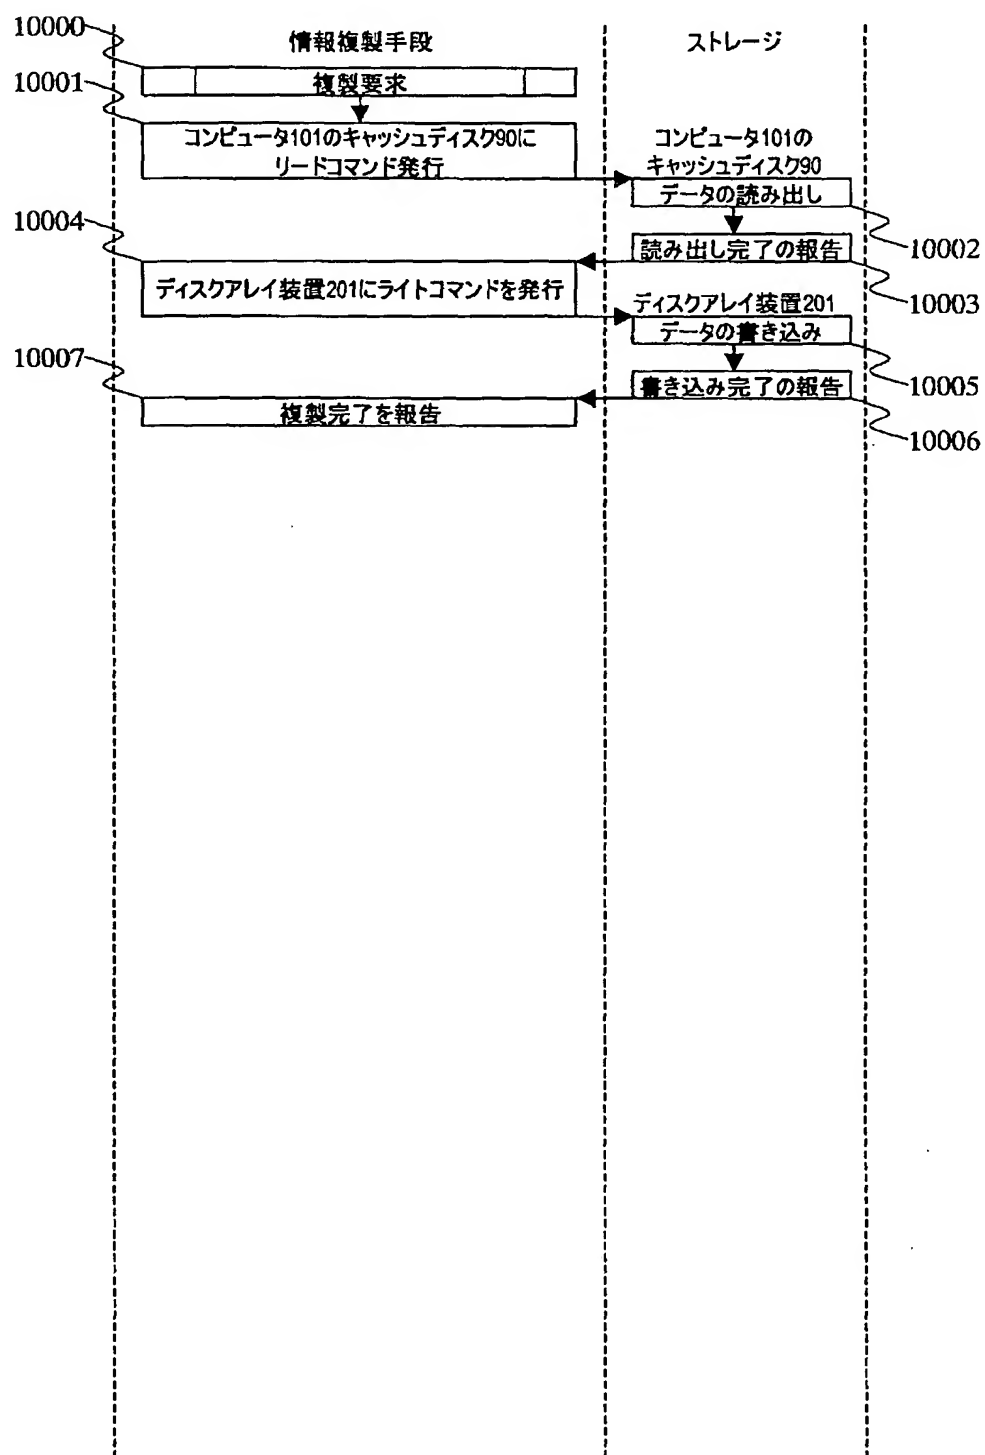 10000
情報複製手段
ストレージ
複製要求
10001
コンピュータ101のキャッシュディスク90に
リードコマンド発行
コンピュータ101の
キャッシュディスク90
データの読み出し
10002
読み出し完了の報告
10003
10004
ディスクアレイ装置201にライトコマンドを発行
ディスクアレイ装置201
データの書き込み
10005
書き込み完了の報告
10006
10007
複製完了を報告